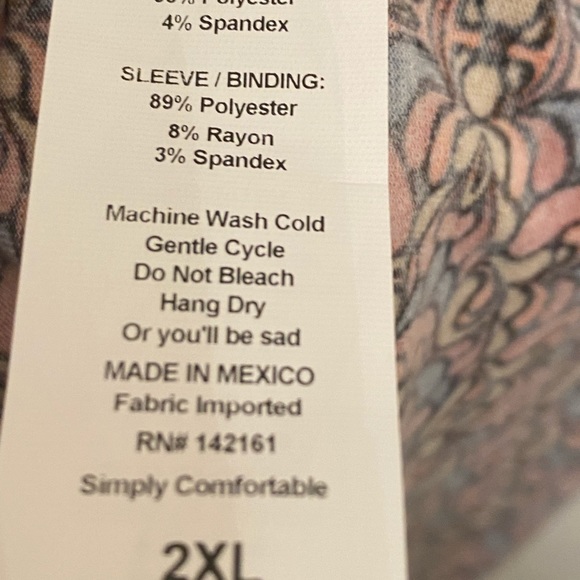 Polyester
4% Spandex
SLEEVE / BINDING:
89% Polyester
8% Rayon
3% Spandex
Machine Wash Cold
Gentle Cycle
Do Not Bleach
Hang Dry
Or you'll be sad
MADE IN MEXICO
Fabric Imported
RN# 142161
Simply Comfortable
2XL